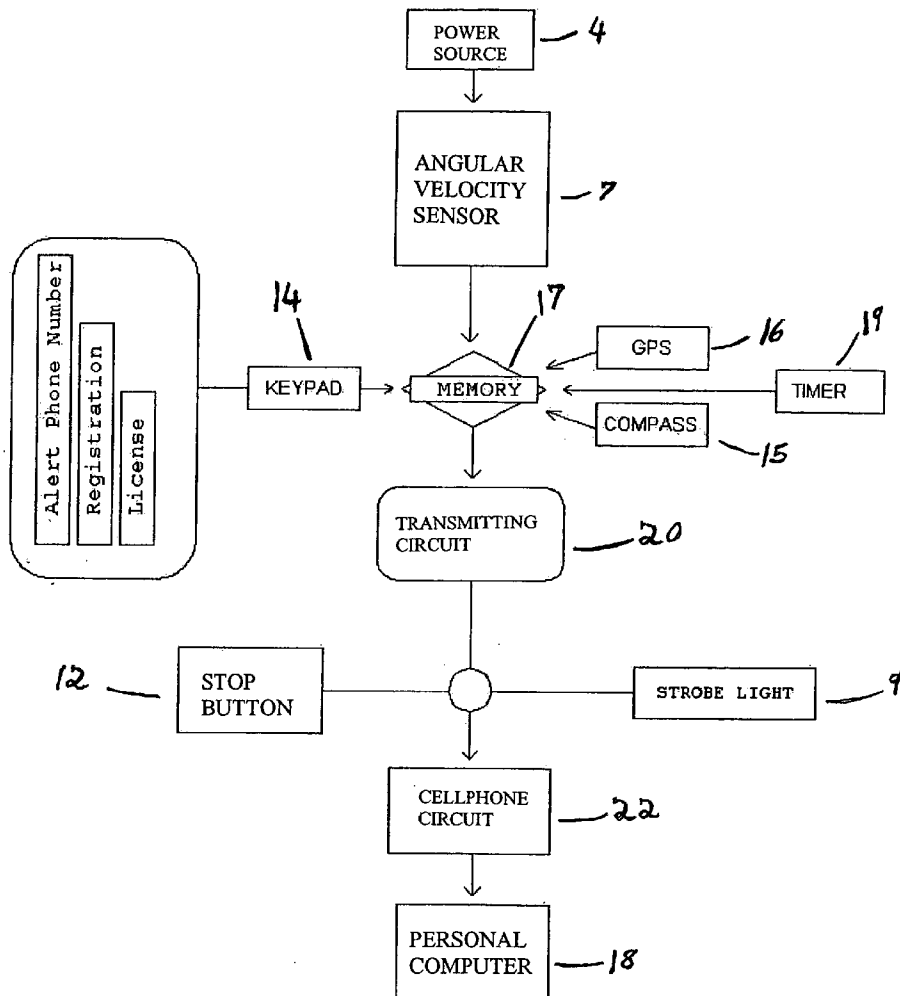 POWER
SOURCE
4
ANGULAR
VELOCITY
SENSOR
7
Alert Phone Number
Registration
License
14
KEYPAD
17
MEMORY
16
GPS
19
TIMER
COMPASS
15
TRANSMITTING
CIRCUIT
20
12
STOP
BUTTON
STROBE LIGHT
9
CELLPHONE
CIRCUIT
22
PERSONAL
COMPUTER
18